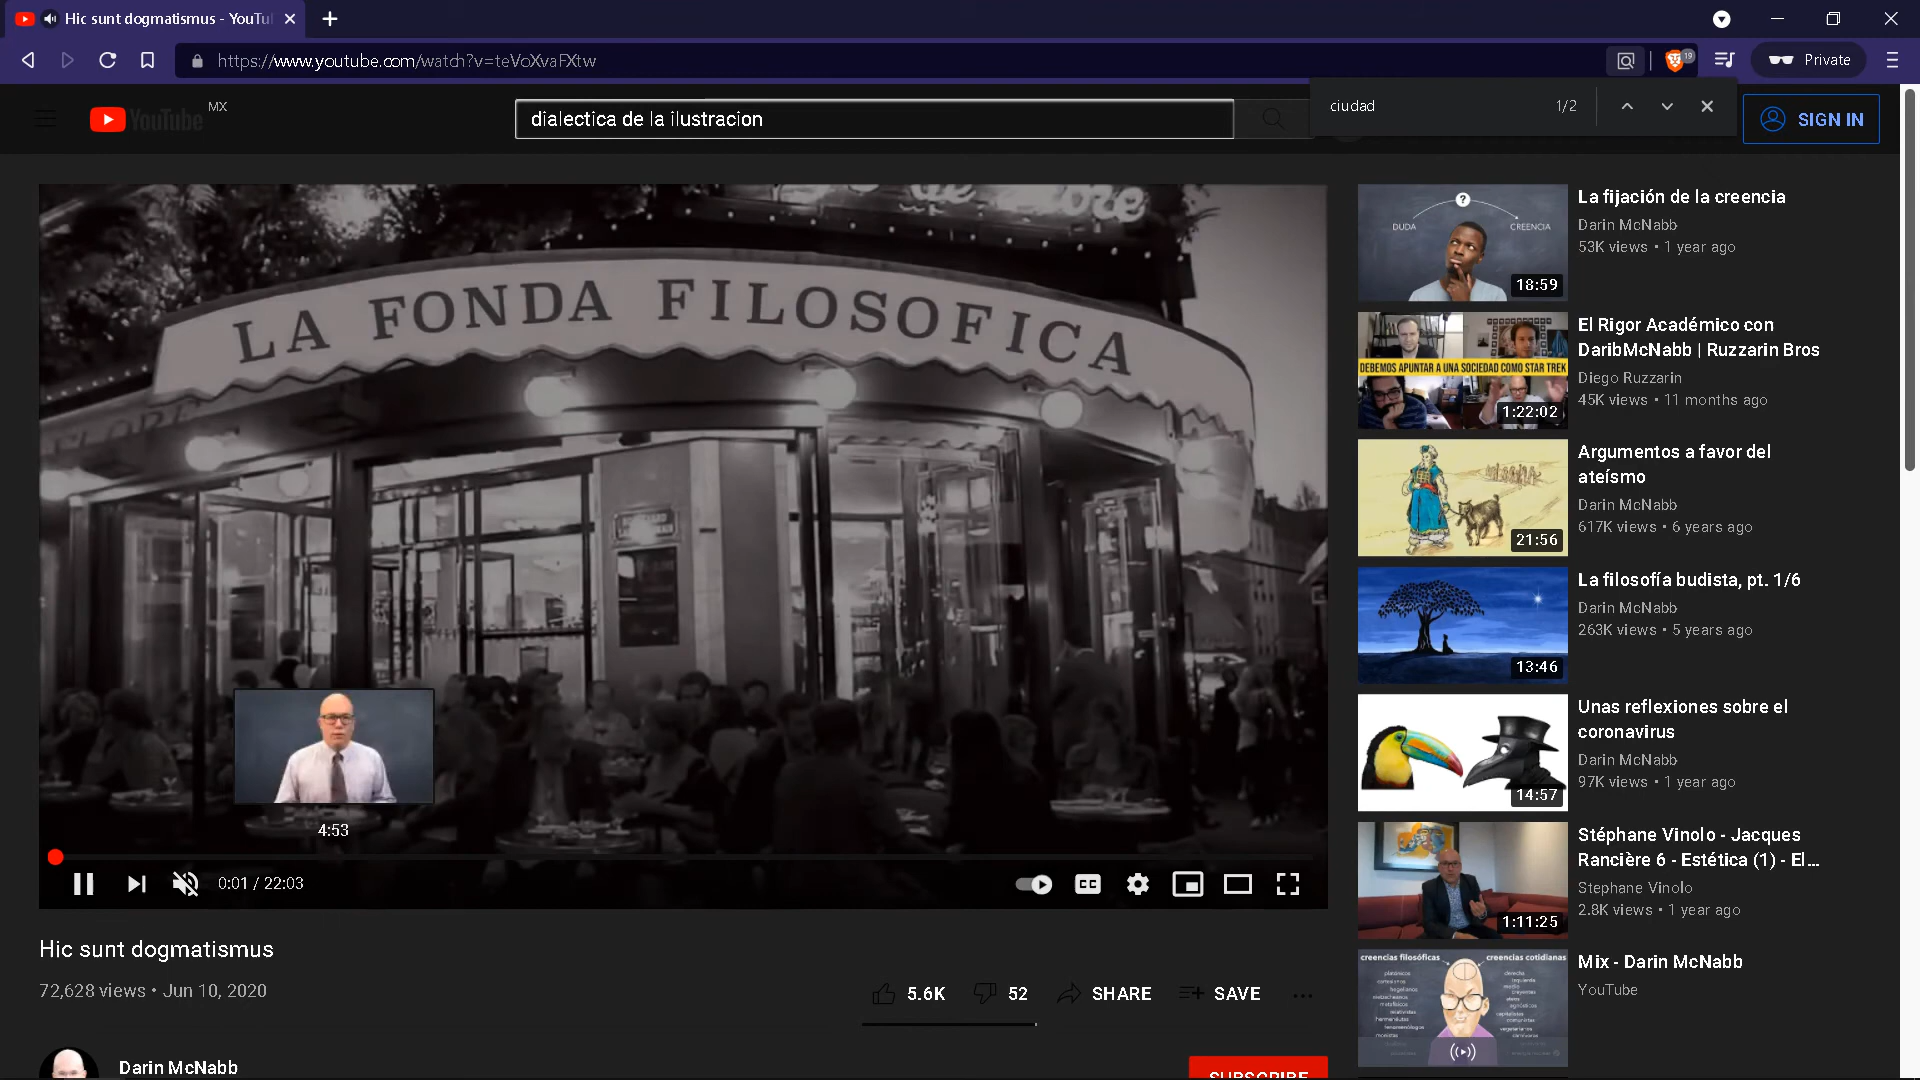 Hic sunt dogmatismus - YouTu
https://www.youtube.com/watch?v=teVoXvaFXtw
19
Private
YouTube
MX
dialectica de la ilustracion
ciudad
1/2
SIGN IN
de
LA FONDA FILOSOFICA
4:53
0:01 / 22:03
CC
Hic sunt dogmatismus
72,628 views • Jun 10, 2020
5.6K
52
SHARE
SAVE
Darin McNabb
SUBSCRIBE
?
DUDA
CREENCIA
18:59
La fijación de la creencia
Darin McNabb
53K views • 1 year ago
DEBEMOS APUNTAR A UNA SOCIEDAD COMO STAR TREK
1:22:02
El Rigor Académico con
DaribMcNabb | Ruzzarin Bros
Diego Ruzzarin
45K views • 11 months ago
21:56
Argumentos a favor del
ateísmo
Darin McNabb
617K views • 6 years ago
13:46
La filosofía budista, pt. 1/6
Darin McNabb
263K views • 5 years ago
14:57
Unas reflexiones sobre el
coronavirus
Darin McNabb
97K views • 1 year ago
1:11:25
Stéphane Vinolo - Jacques
Rancière 6 - Estética (1) - El...
Stephane Vinolo
2.8K views • 1 year ago
creencias filosóficas
creencias cotidianas
Mix - Darin McNabb
YouTube